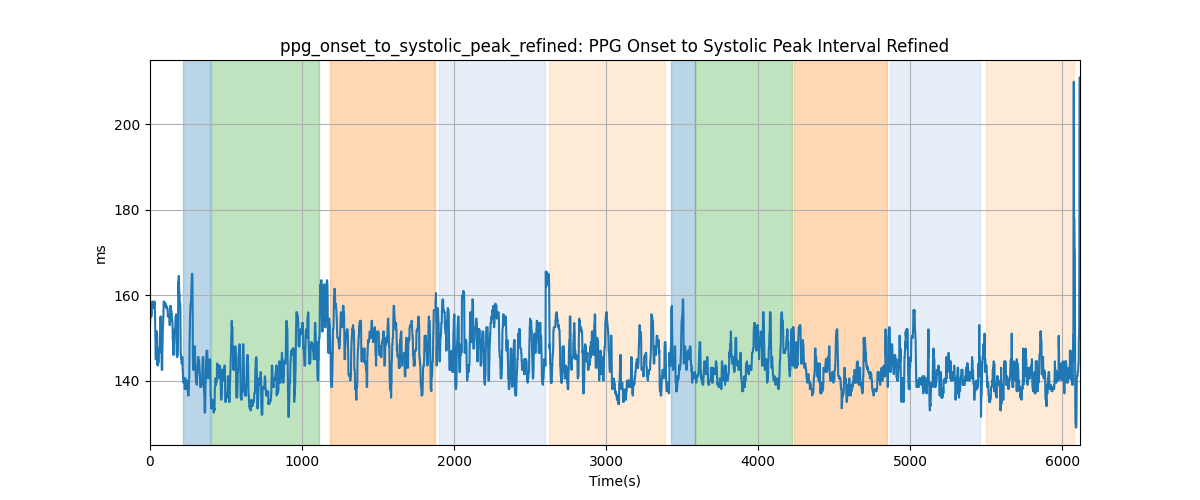 ppg_onset_to_systolic_peak_refined: PPG Onset to Systolic Peak Interval Refined
200
180
160
140
ms
0 1000 2000 3000 4000 5000 6000
Time(s)